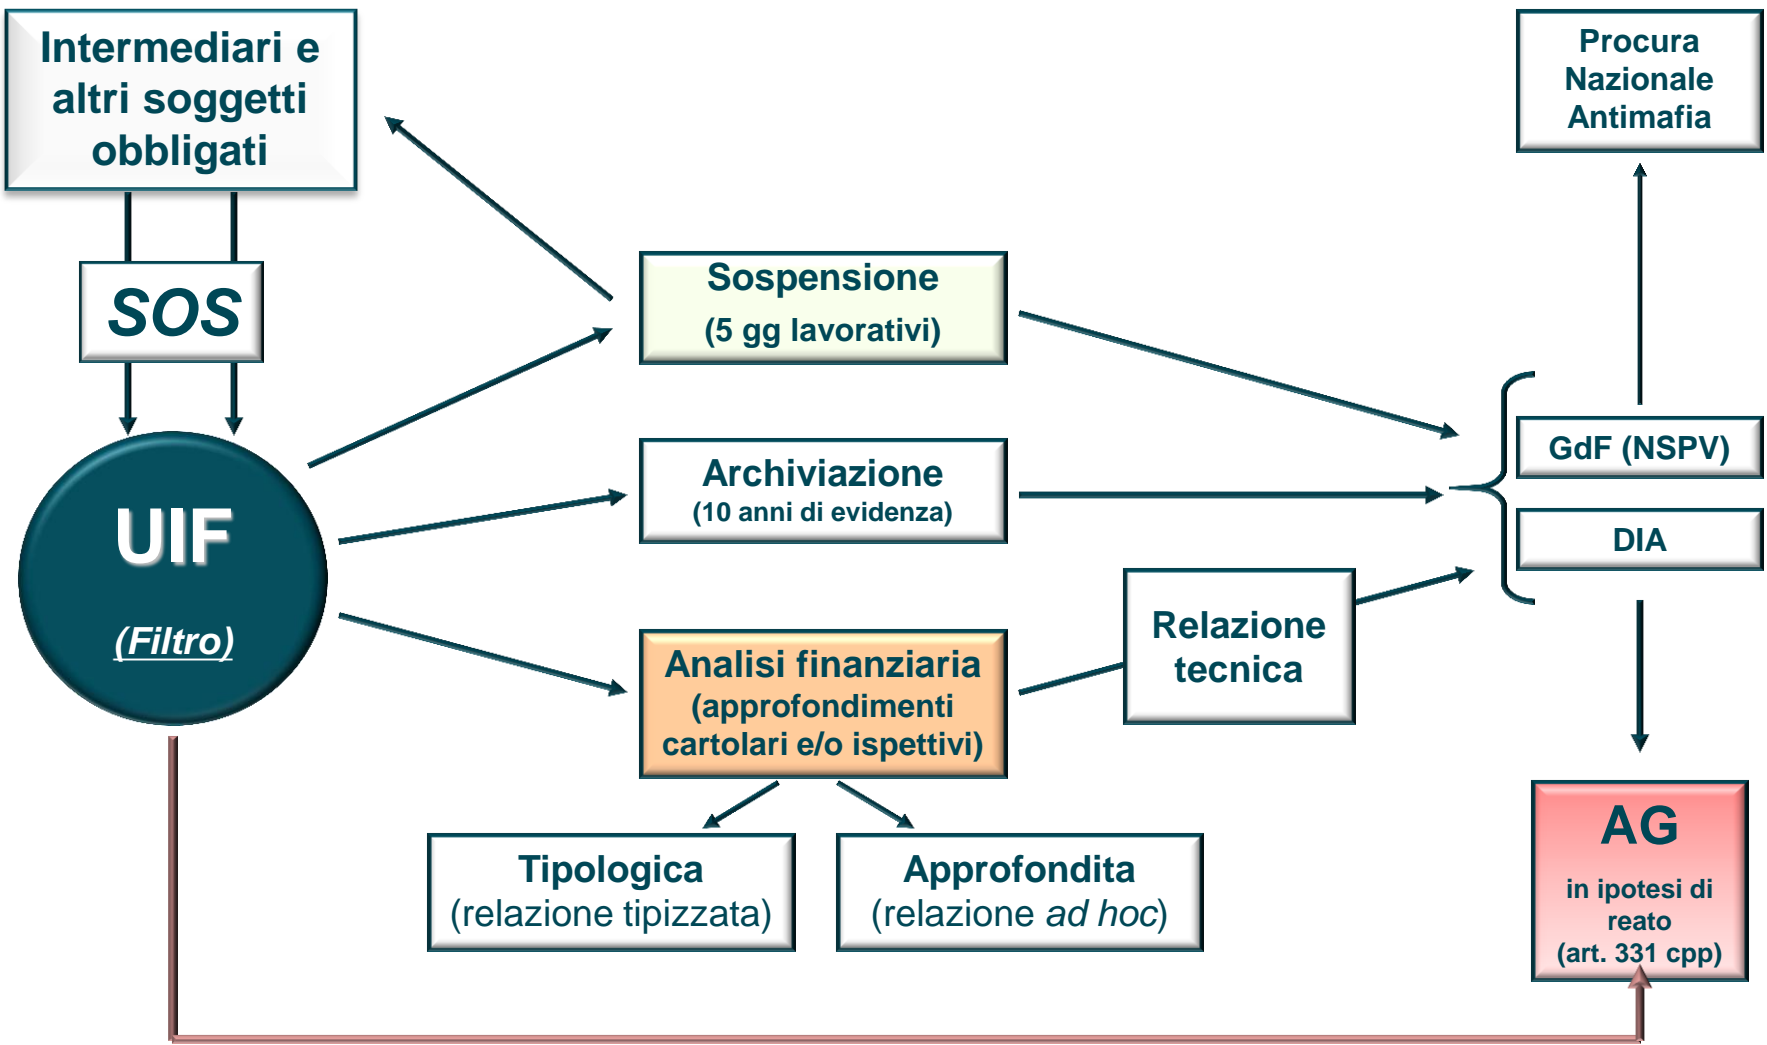 Intermediari e
altri soggetti
obbligati
SOS
UIF
(Filtro)
Sospensione
(5 gg lavorativi)
Archiviazione
(10 anni di evidenza)
Analisi finanziaria
(approfondimenti
cartolari e/o ispettivi)
Tipologica
(relazione tipizzata)
Approfondita
(relazione ad hoc)
Relazione
tecnica
Procura
Nazionale
Antimafia
GdF (NSPV)
DIA
AG
in ipotesi di
reato
(art. 331 cpp)